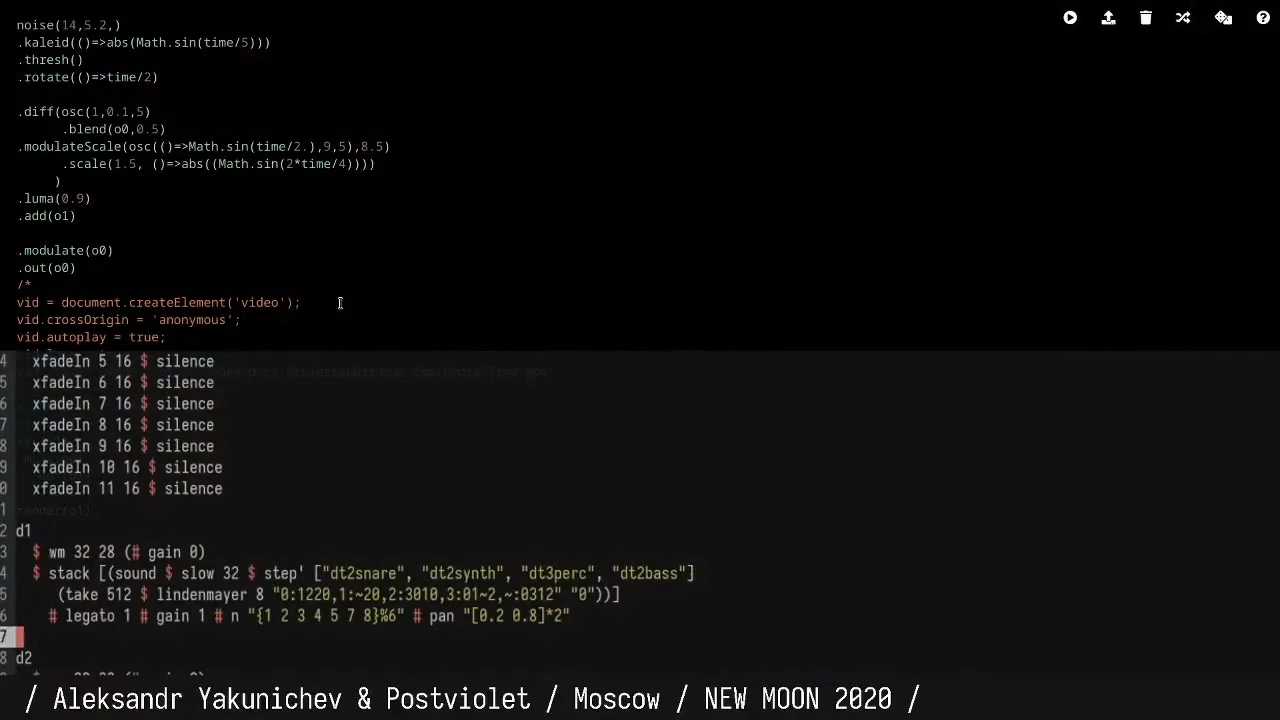 noise(14,5.2,)
.kaleid(()=>abs(Math.sin(time/5)))
.thresh()
.rotate(()=>time/2)
.diff(osc(1,0.1,5)
.blend(o0,0.5)
.modulateScale(osc(()=>Math.sin(time/2.),9,5),8.5)
.scale(1.5, ()=>abs((Math.sin(2*time/4))))
)
.luma(0.9)
.add(o1)
.modulate(o0)
.out(o0)
/*
vid = document.createElement('video');
vid.crossOrigin = 'anonymous';
vid.autoplay = true;
4 xfadeIn 5 16 $ silence
5 xfadeIn 6 16 $ silence
6 xfadeIn 7 16 $ silence
7 xfadeIn 8 16 $ silence
8 xfadeIn 9 16 $ silence
9 xfadeIn 10 16 $ silence
0 xfadeIn 11 16 $ silence
1 render(o1)
2 d1
3 $ wm 32 28 (# gain 0)
4 $ stack [(sound $ slow 32 $ step' ["dt2snare", "dt2synth", "dt3perc", "dt2bass"]
5 (take 512 $ lindenmayer 8 "0:1220,1:~20,2:3010,3:01~2,~:0312" "0"))]
6 # legato 1 # gain 1 # n "{1 2 3 4 5 7 8}%6" # pan "[0.2 0.8]*2"
7
8 d2
/ Aleksandr Yakunichev & Postviolet / Moscow / NEW MOON 2020 /